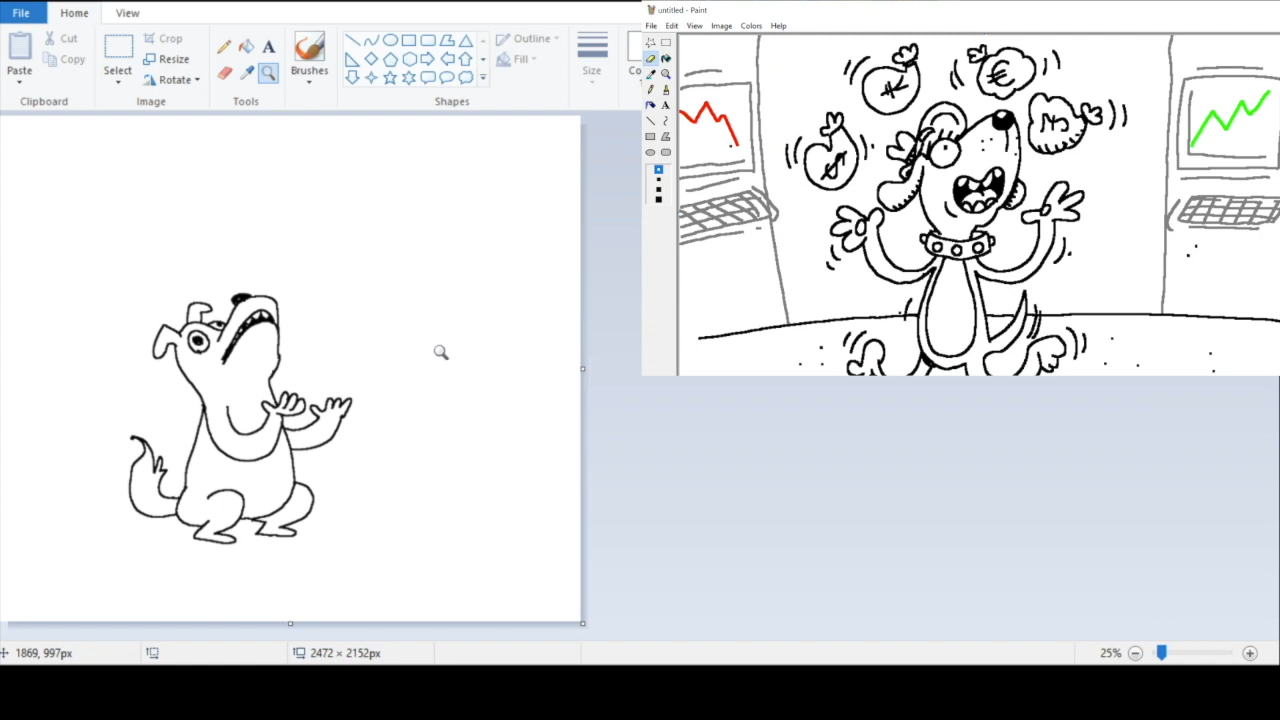 File Home View
Paste Cut Copy Clipboard
Select Crop Resize Rotate Image
Tools
Brushes
Shapes
Outline Fill
Size
untitled - Paint
File Edit View Image Colors Help
$
€
1869, 997px
2472 × 2152px
25%